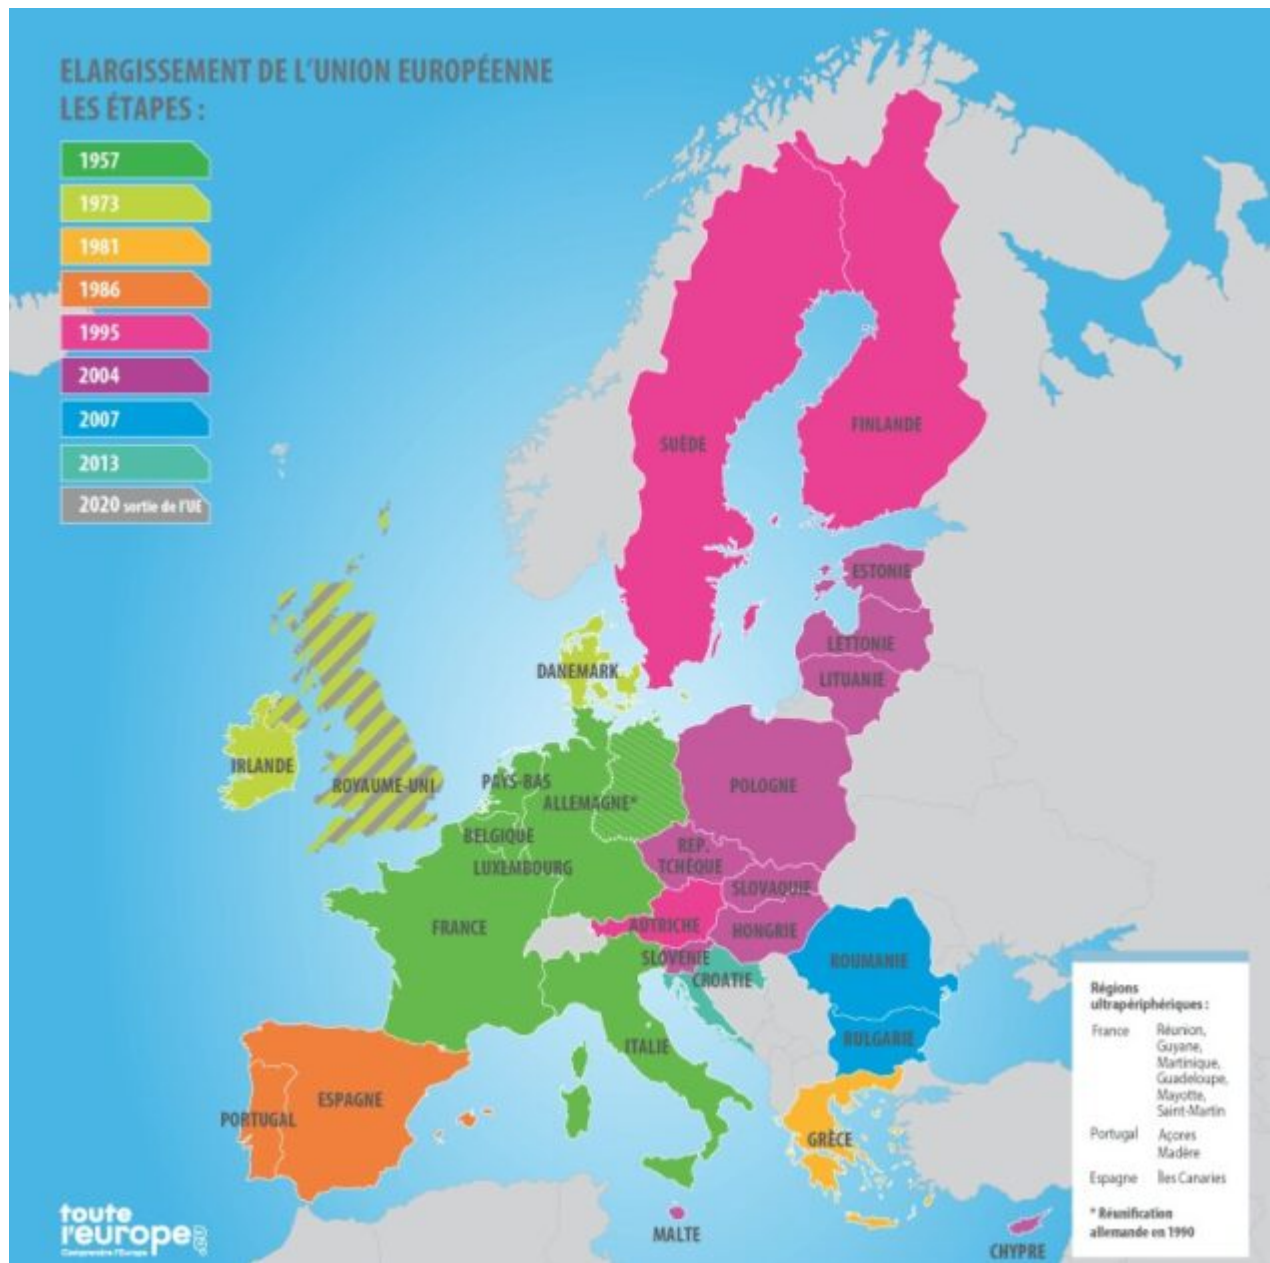 ELARGISSEMENT DE L'UNION EUROPÉENNE
LES ÉTAPES :
1957
1973
1981
1986
1995
2004
2007
2013
2020 sortie de l'UE
SUÈDE
FINLANDE
ESTONIE
LETTONIE
LITUANIE
DANEMARK
IRLANDE
ROYAUME-UNI
PAYS-BAS
ALLEMAGNE*
POLOGNE
BELGIQUE
LUXEMBOURG
REP.
TCHÈQUE
SLOVAQUIE
FRANCE
AUTRICHE
HONGRIE
SLOVÉNIE
CROATIE
ROUMANIE
BULGARIE
ITALIE
ESPAGNE
PORTUGAL
GRÈCE
MALTE
CHYPRE
Régions
ultrapériphériques :
France Réunion,
Guyane,
Martinique,
Guadeloupe,
Mayotte,
Saint-Martin
Portugal Açores
Madère
Espagne Îles Canaries
* Réunification
allemande en 1990
toute
l'europe.eu
Comprendre l'Europe